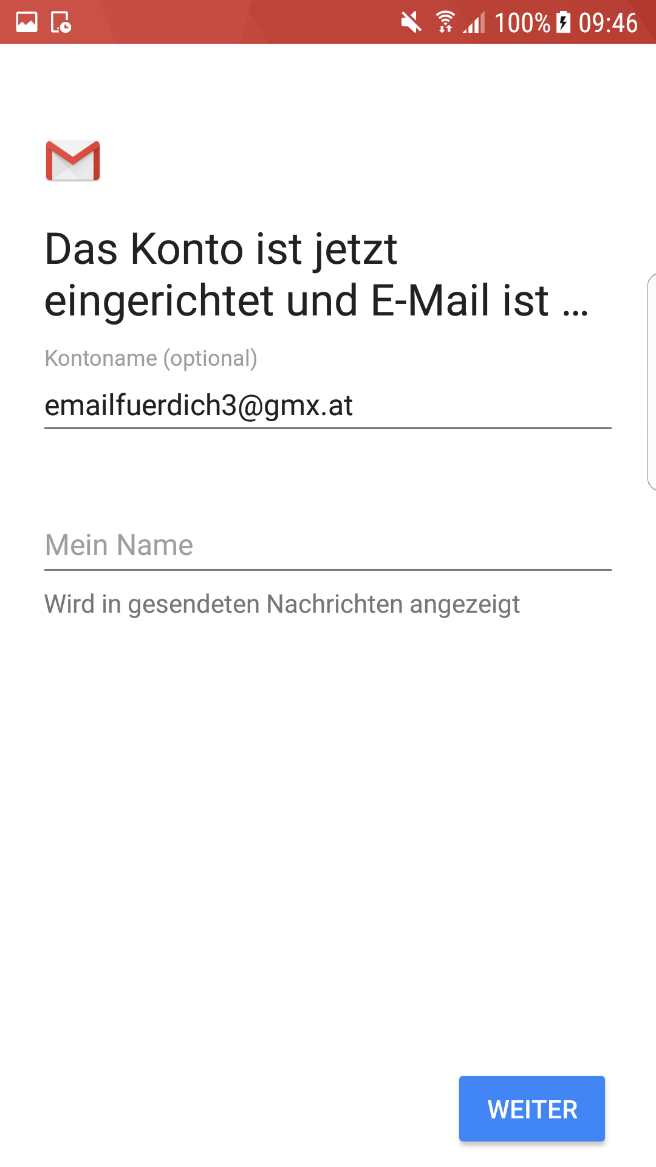 100% 09:46
Das Konto ist jetzt
eingerichtet und E-Mail ist ...
Kontoname (optional)
emailfuerdich3@gmx.at
Mein Name
Wird in gesendeten Nachrichten angezeigt
WEITER